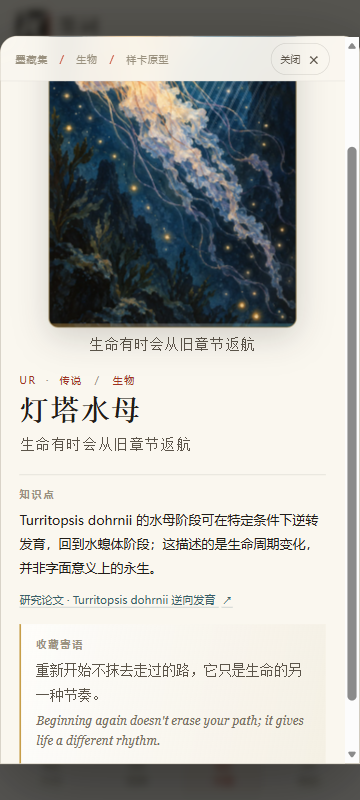 墨藏集 / 生物 / 样卡原型
关闭 ×
生命有时会从旧章节返航
UR · 传说 / 生物
灯塔水母
生命有时会从旧章节返航
知识点
Turritopsis dohrnii 的水母阶段可在特定条件下逆转
发育，回到水螅体阶段；这描述的是生命周期变化，
并非字面意义上的永生。
研究论文 · Turritopsis dohrnii 逆向发育 ↗
收藏寄语
重新开始不抹去走过的路，它只是生命的另
一种节奏。
Beginning again doesn't erase your path; it gives
life a different rhythm.